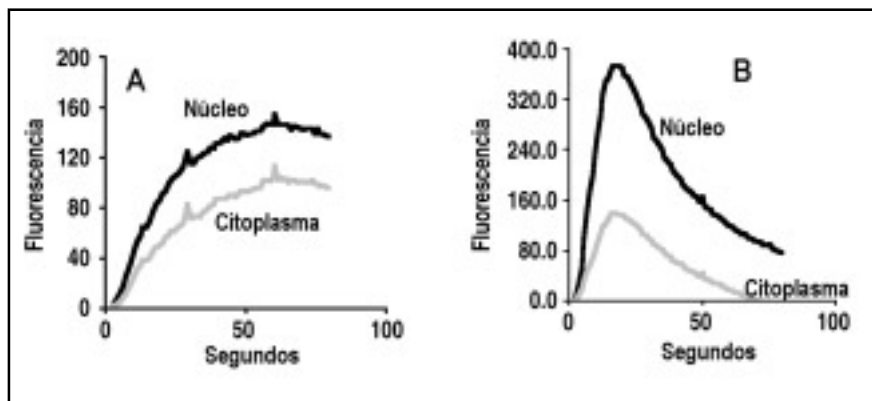 A
200
160
120
80
40
0
Fluorescencia
Núcleo
Citoplasma
0
50
100
Segundos
B
400.0
320.0
240.0
160.0
80.0
0.0
Fluorescencia
Núcleo
Citoplasma
0
50
100
Segundos